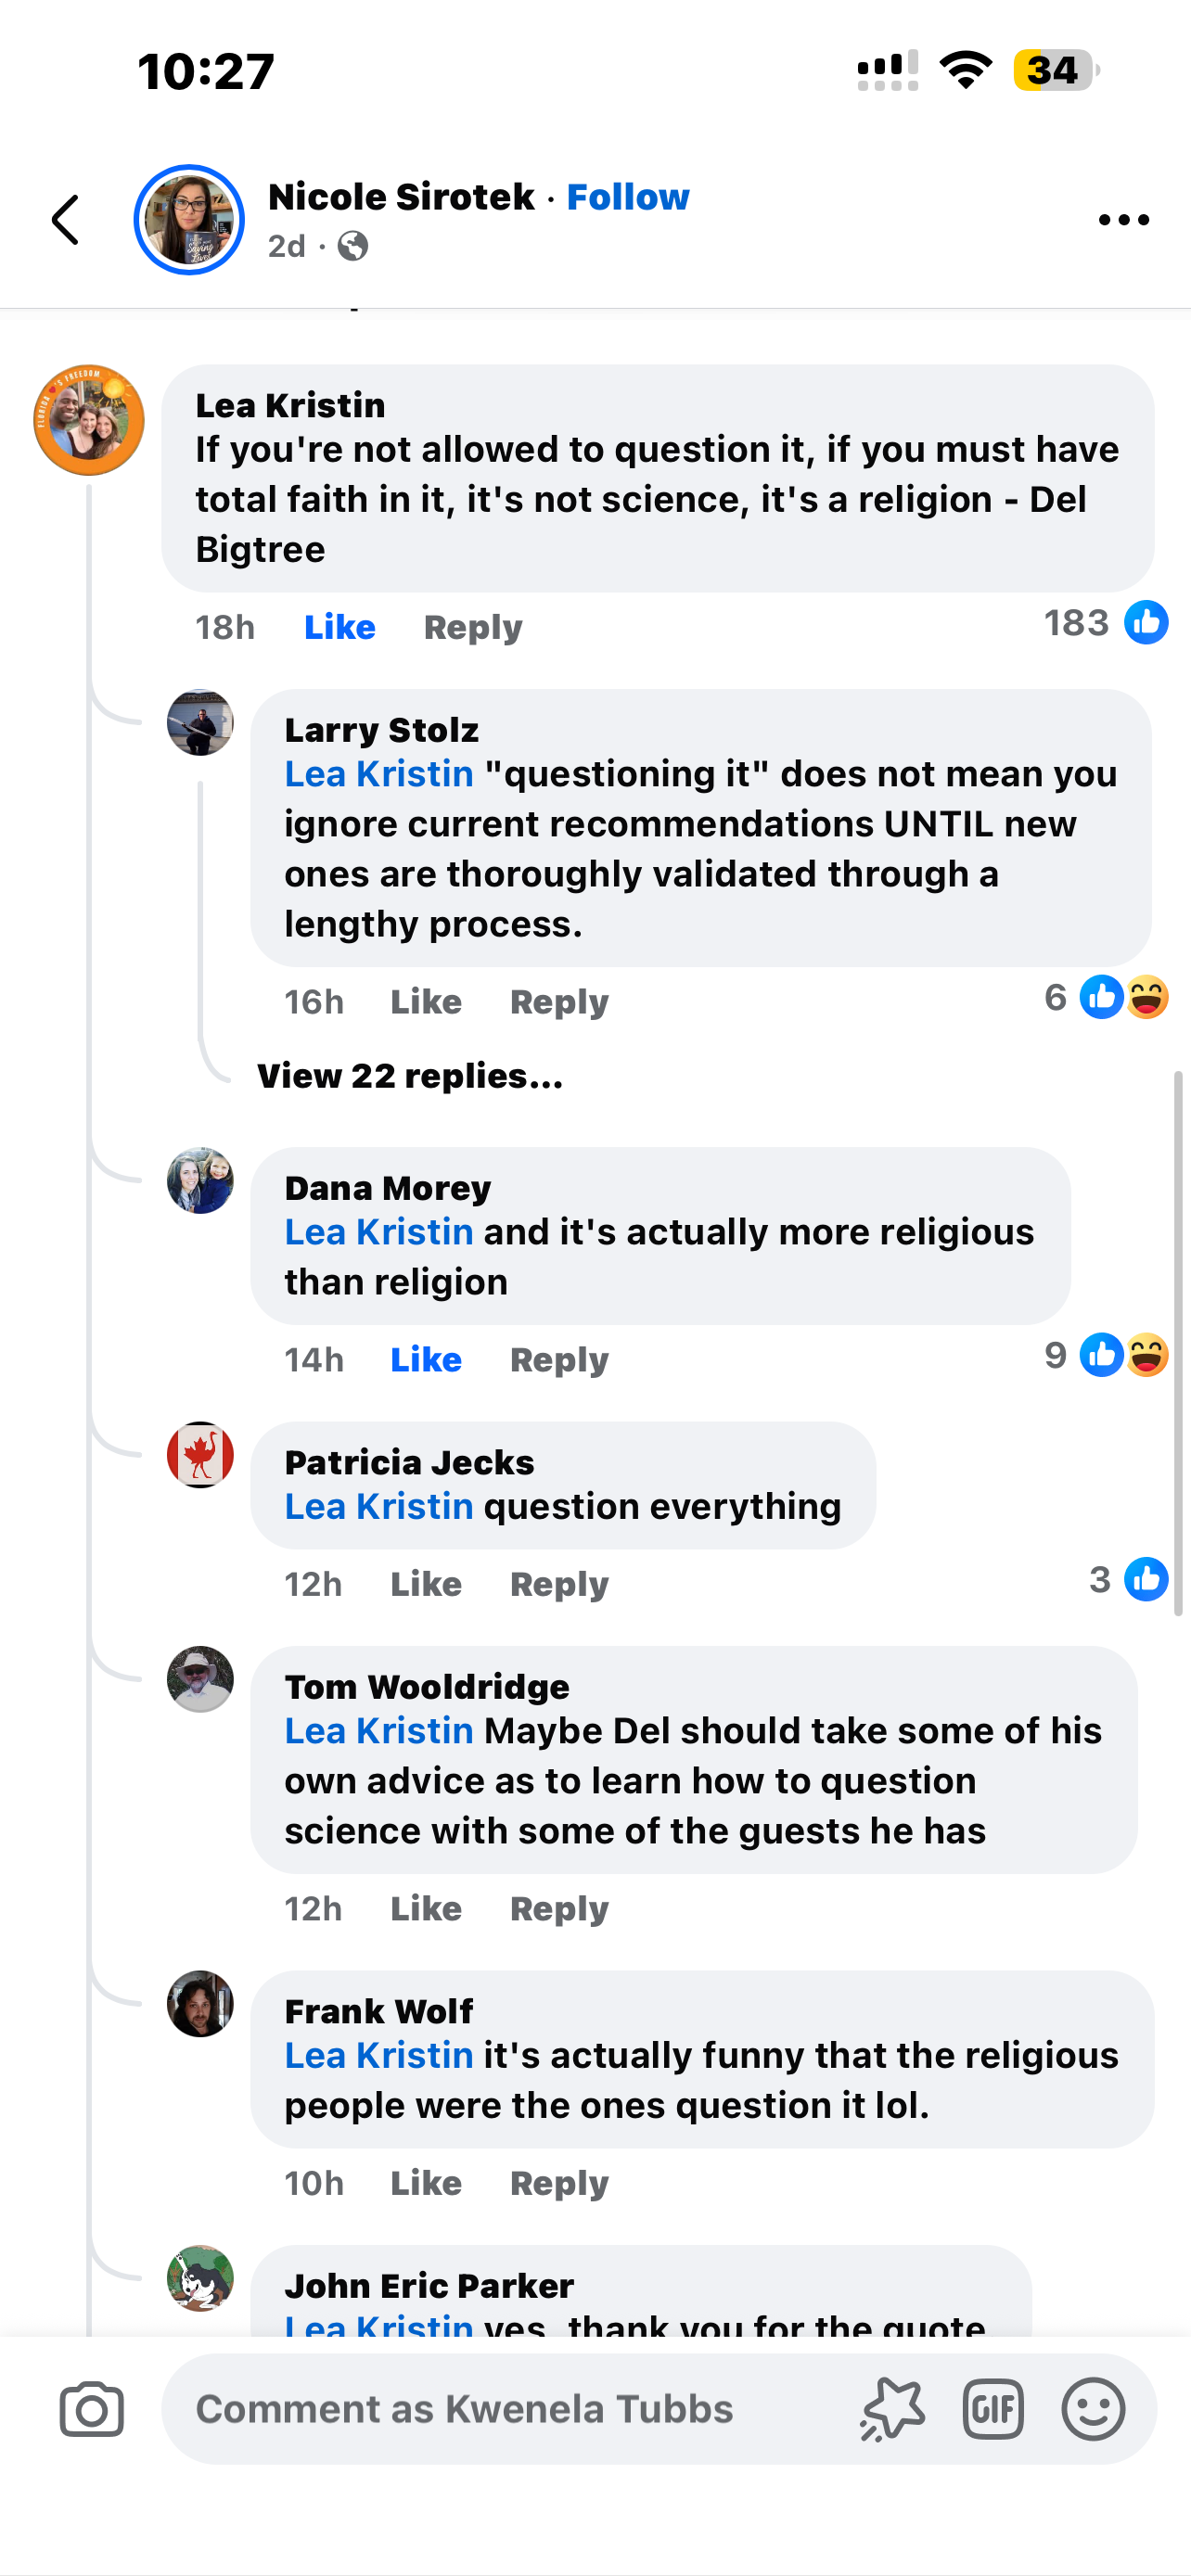 10:27
34
Nicole Sirotek · Follow
2d ·
FLORIDA ❤'S FREEDOM
Lea Kristin
If you're not allowed to question it, if you must have
total faith in it, it's not science, it's a religion - Del
Bigtree
18h Like Reply 183
Larry Stolz
Lea Kristin "questioning it" does not mean you
ignore current recommendations UNTIL new
ones are thoroughly validated through a
lengthy process.
16h Like Reply 6
View 22 replies...
Dana Morey
Lea Kristin and it's actually more religious
than religion
14h Like Reply 9
Patricia Jecks
Lea Kristin question everything
12h Like Reply 3
Tom Wooldridge
Lea Kristin Maybe Del should take some of his
own advice as to learn how to question
science with some of the guests he has
12h Like Reply
Frank Wolf
Lea Kristin it's actually funny that the religious
people were the ones question it lol.
10h Like Reply
John Eric Parker
Lea Kristin yes, thank you for the quote
Comment as Kwenela Tubbs
GIF